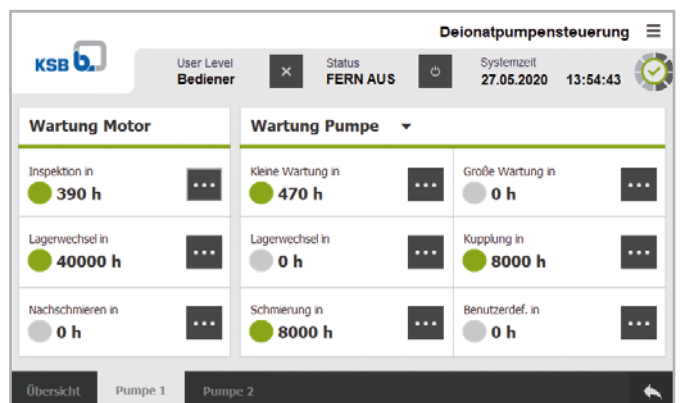 Deionatpumpensteuerung
KSB b.
User Level
Bediener
Status
FERN AUS
Systemzeit
27.05.2020 13:54:43
Wartung Motor
Wartung Pumpe
Inspektion in
390 h
Kleine Wartung in
470 h
Große Wartung in
0 h
Lagerwechsel in
40000 h
Lagerwechsel in
0 h
Kupplung in
8000 h
Nachschmieren in
0 h
Schmierung in
8000 h
Benutzerdef. in
0 h
Übersicht
Pumpe 1
Pumpe 2